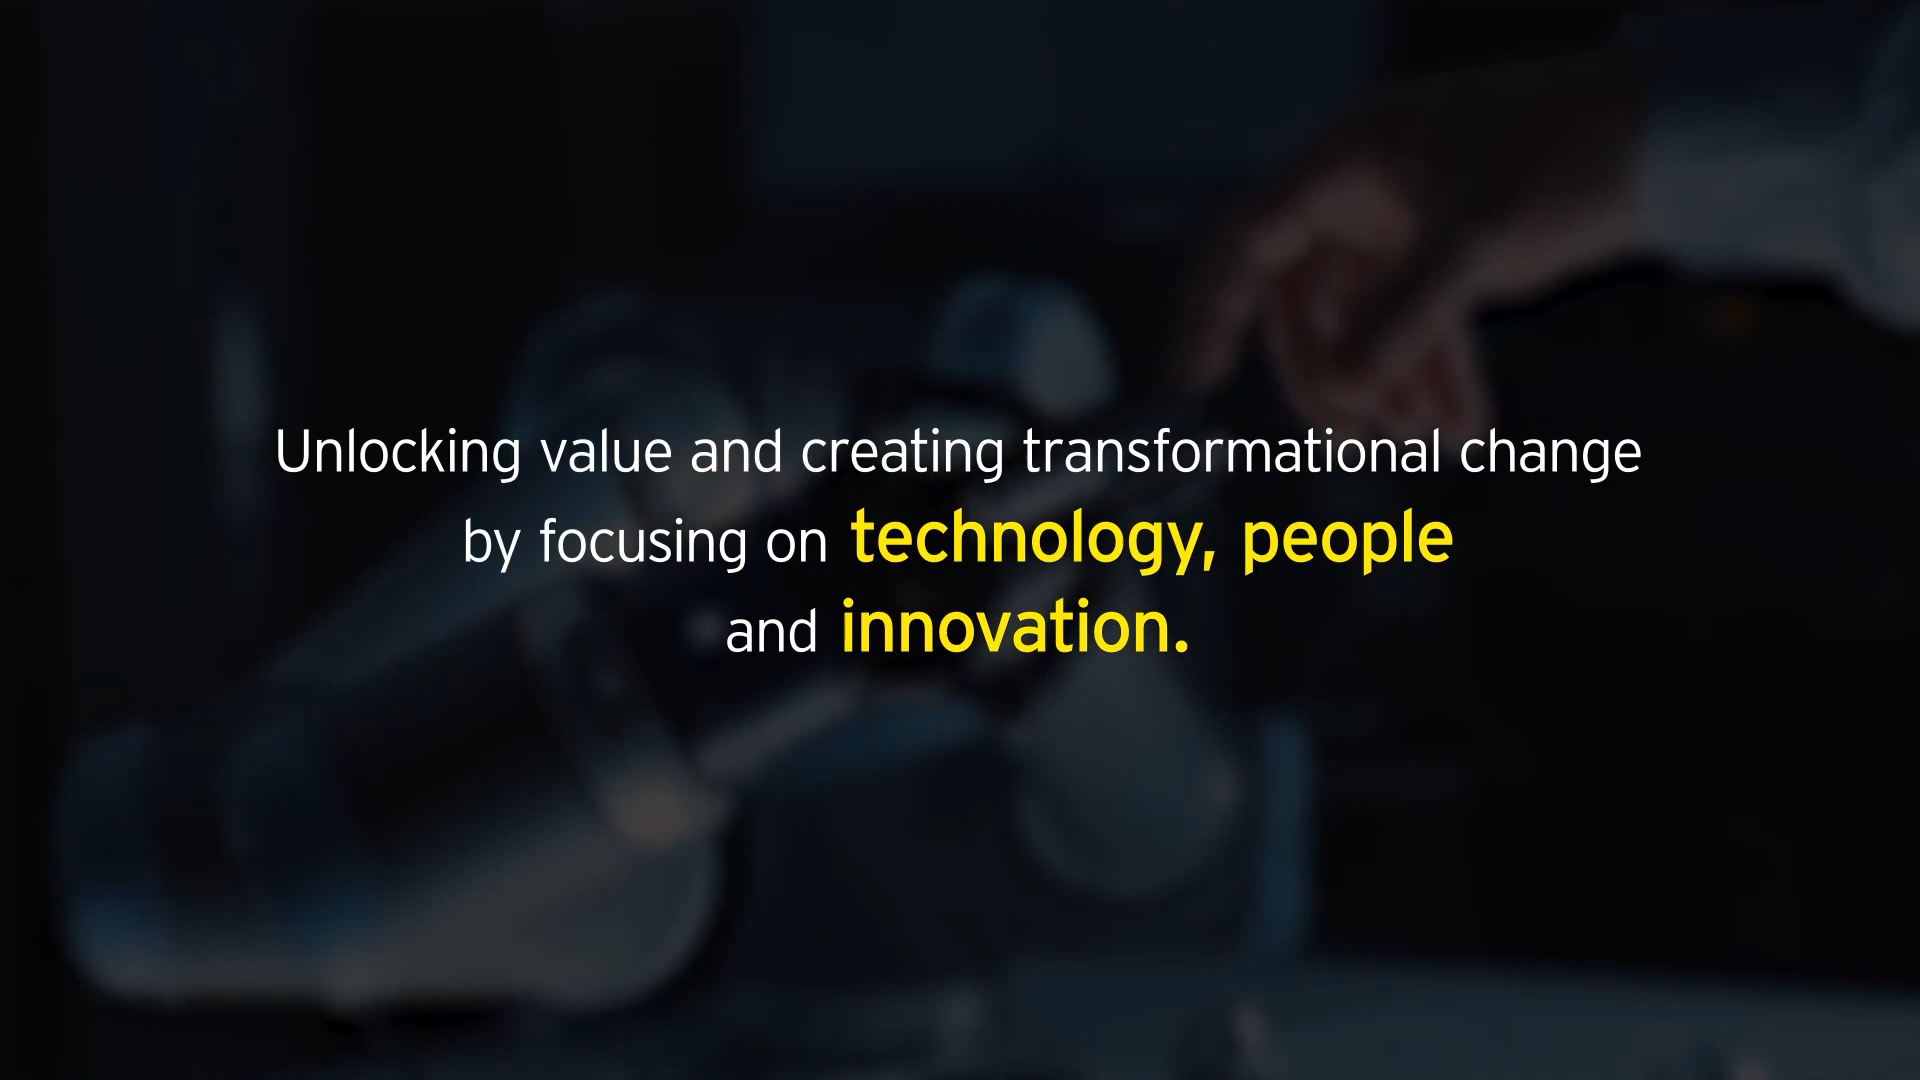 Unlocking value and creating transformational change
by focusing on technology, people
and innovation.